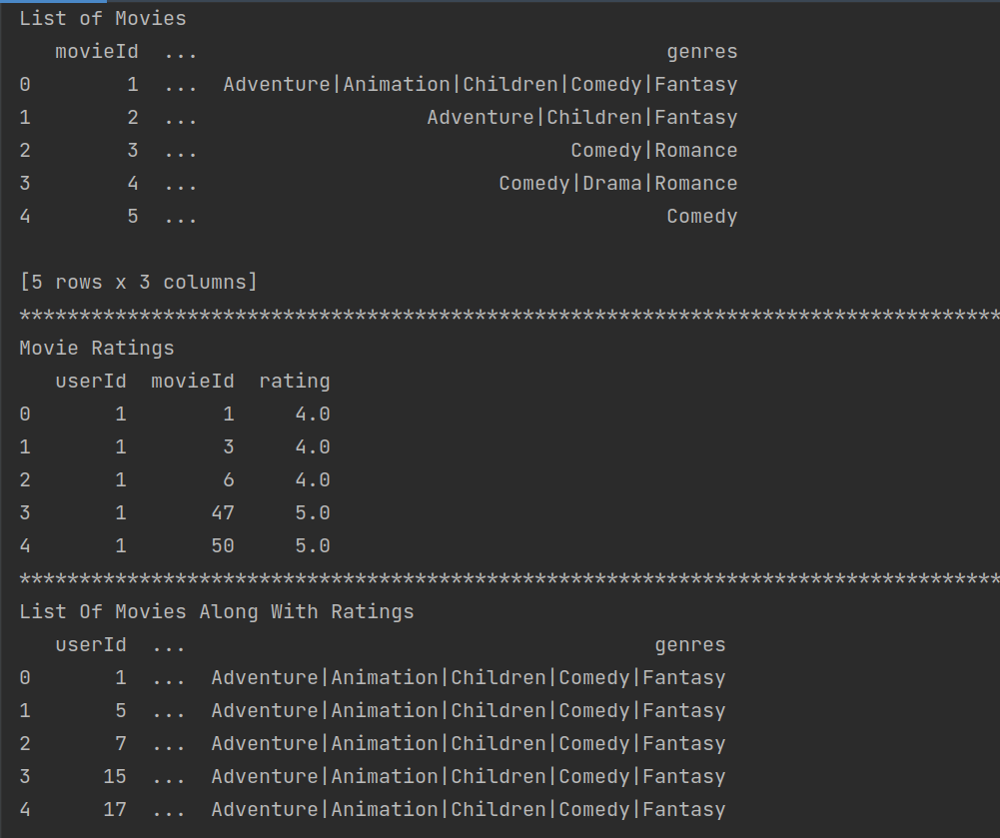 List of Movies
   movieId  ...                                       genres
0        1  ...  Adventure|Animation|Children|Comedy|Fantasy
1        2  ...                   Adventure|Children|Fantasy
2        3  ...                               Comedy|Romance
3        4  ...                         Comedy|Drama|Romance
4        5  ...                                       Comedy
[5 rows x 3 columns]
**********************************************************************************
Movie Ratings
   userId  movieId  rating
0       1        1     4.0
1       1        3     4.0
2       1        6     4.0
3       1       47     5.0
4       1       50     5.0
**********************************************************************************
List Of Movies Along With Ratings
   userId  ...                                       genres
0       1  ...  Adventure|Animation|Children|Comedy|Fantasy
1       5  ...  Adventure|Animation|Children|Comedy|Fantasy
2       7  ...  Adventure|Animation|Children|Comedy|Fantasy
3      15  ...  Adventure|Animation|Children|Comedy|Fantasy
4      17  ...  Adventure|Animation|Children|Comedy|Fantasy